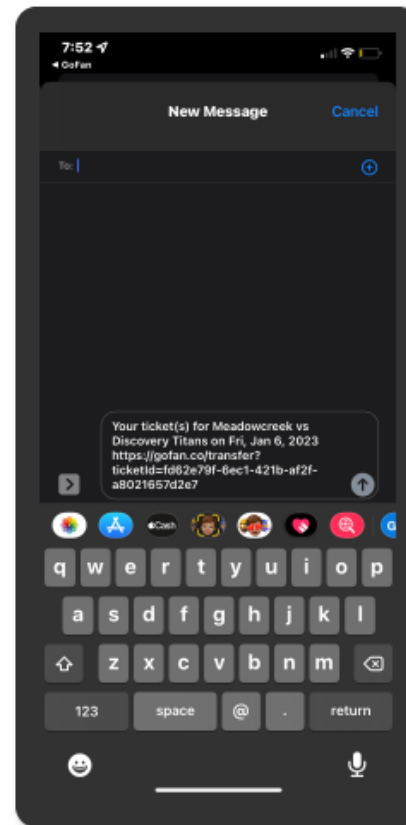 7:52
GoFan
New Message
Cancel
To:
Your ticket(s) for Meadowcreek vs
Discovery Titans on Fri, Jan 6, 2023
https://gofan.co/transfer?
ticketId=fd62e79f-6ec1-421b-af2f-
a8021657d2e7
Cash
G
q w e r t y u i o p
a s d f g h j k l
z x c v b n m
123
space
@
.
return